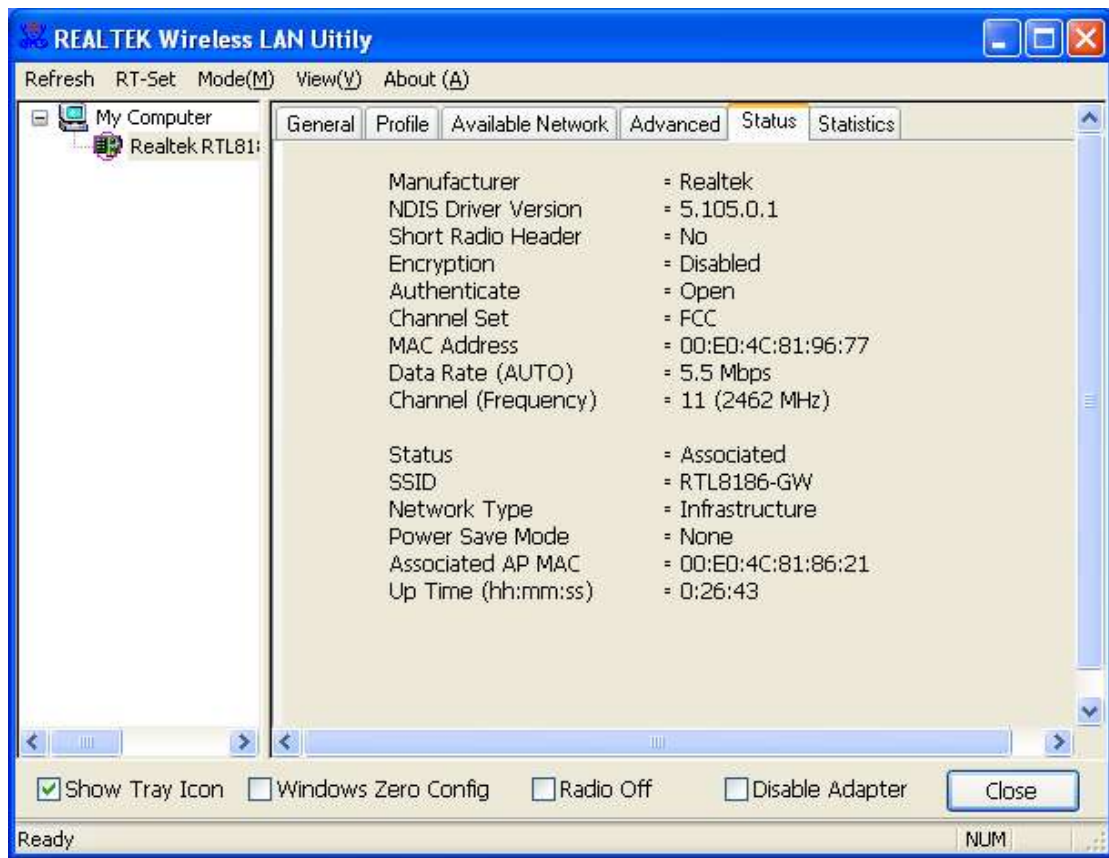 REALTEK Wireless LAN Uitily
Refresh RT-Set Mode(M) View(V) About (A)
My Computer
Realtek RTL818
General Profile Available Network Advanced Status Statistics
Manufacturer = Realtek
NDIS Driver Version = 5.105.0.1
Short Radio Header = No
Encryption = Disabled
Authenticate = Open
Channel Set = FCC
MAC Address = 00:E0:4C:81:96:77
Data Rate (AUTO) = 5.5 Mbps
Channel (Frequency) = 11 (2462 MHz)
Status = Associated
SSID = RTL8186-GW
Network Type = Infrastructure
Power Save Mode = None
Associated AP MAC = 00:E0:4C:81:86:21
Up Time (hh:mm:ss) = 0:26:43
Show Tray Icon Windows Zero Config Radio Off Disable Adapter Close
Ready NUM